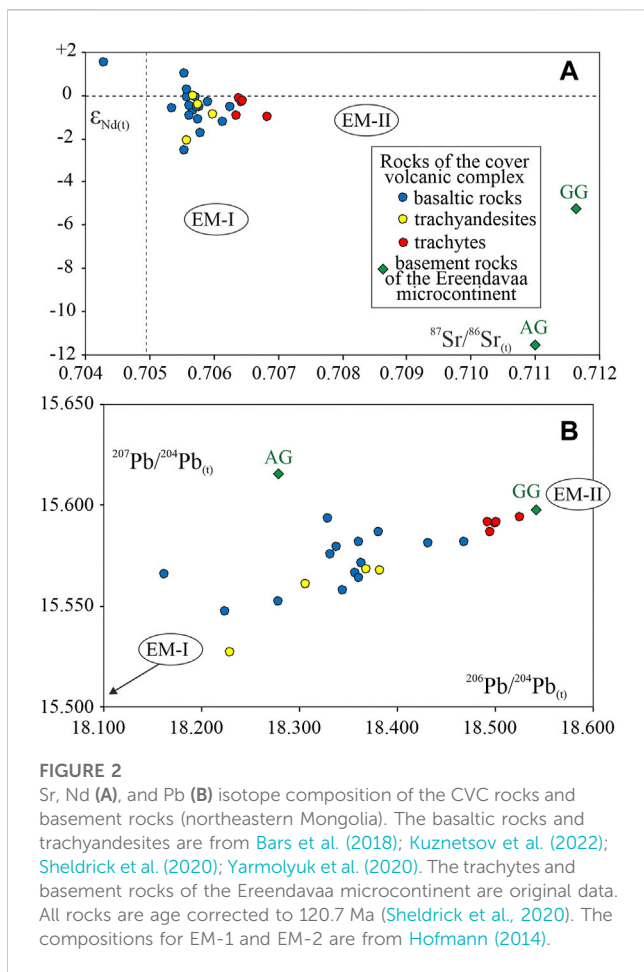 +2
0
-2
-4
-6
-8
-10
-12
εNd(t)
A
EM-II
EM-I
Rocks of the cover
volcanic complex
basaltic rocks
trachyandesites
trachytes
basement rocks
of the Ereendavaa
microcontinent
GG
AG
⁸⁷Sr/⁸⁶Sr(t)
0.704 0.705 0.706 0.707 0.708 0.709 0.710 0.711 0.712
15.650
15.600
15.550
15.500
²⁰⁷Pb/²⁰⁴Pb(t)
B
AG
GG
EM-II
EM-I
²⁰⁶Pb/²⁰⁴Pb(t)
18.100 18.200 18.300 18.400 18.500 18.600
FIGURE 2
Sr, Nd (A), and Pb (B) isotope composition of the CVC rocks and
basement rocks (northeastern Mongolia). The basaltic rocks and
trachyandesites are from Bars et al. (2018); Kuznetsov et al. (2022);
Sheldrick et al. (2020); Yarmolyuk et al. (2020). The trachytes and
basement rocks of the Ereendavaa microcontinent are original data.
All rocks are age corrected to 120.7 Ma (Sheldrick et al., 2020). The
compositions for EM-1 and EM-2 are from Hofmann (2014).